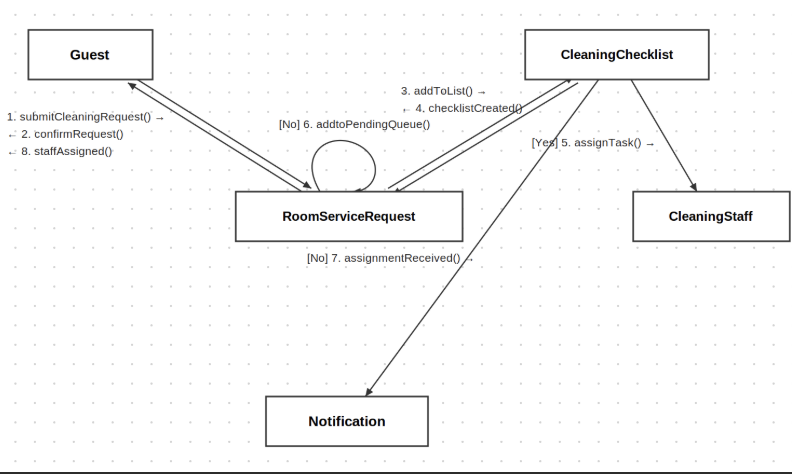 Guest
CleaningChecklist
3. addToList() →
← 4. checklistCreated()
1. submitCleaningRequest() →
← 2. confirmRequest()
← 8. staffAssigned()
[No] 6. addtoPendingQueue()
[Yes] 5. assignTask() →
RoomServiceRequest
CleaningStaff
[No] 7. assignmentReceived() →
Notification